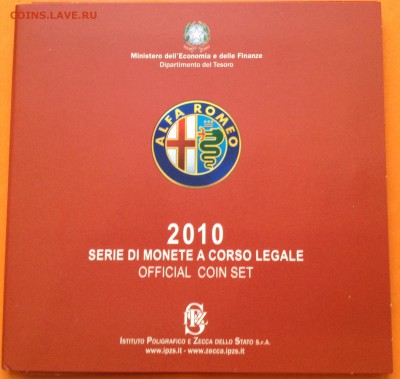 COINS.LAVE.RU
Ministero dell'Economia e delle Finanze
Dipartimento del Tesoro
ALFA ROMEO
2010
SERIE DI MONETE A CORSO LEGALE
OFFICIAL COIN SET
ISTITUTO POLIGRAFICO E ZECCA DELLO STATO S.P.A.
www.ipzs.it - www.zecca.ipzs.it